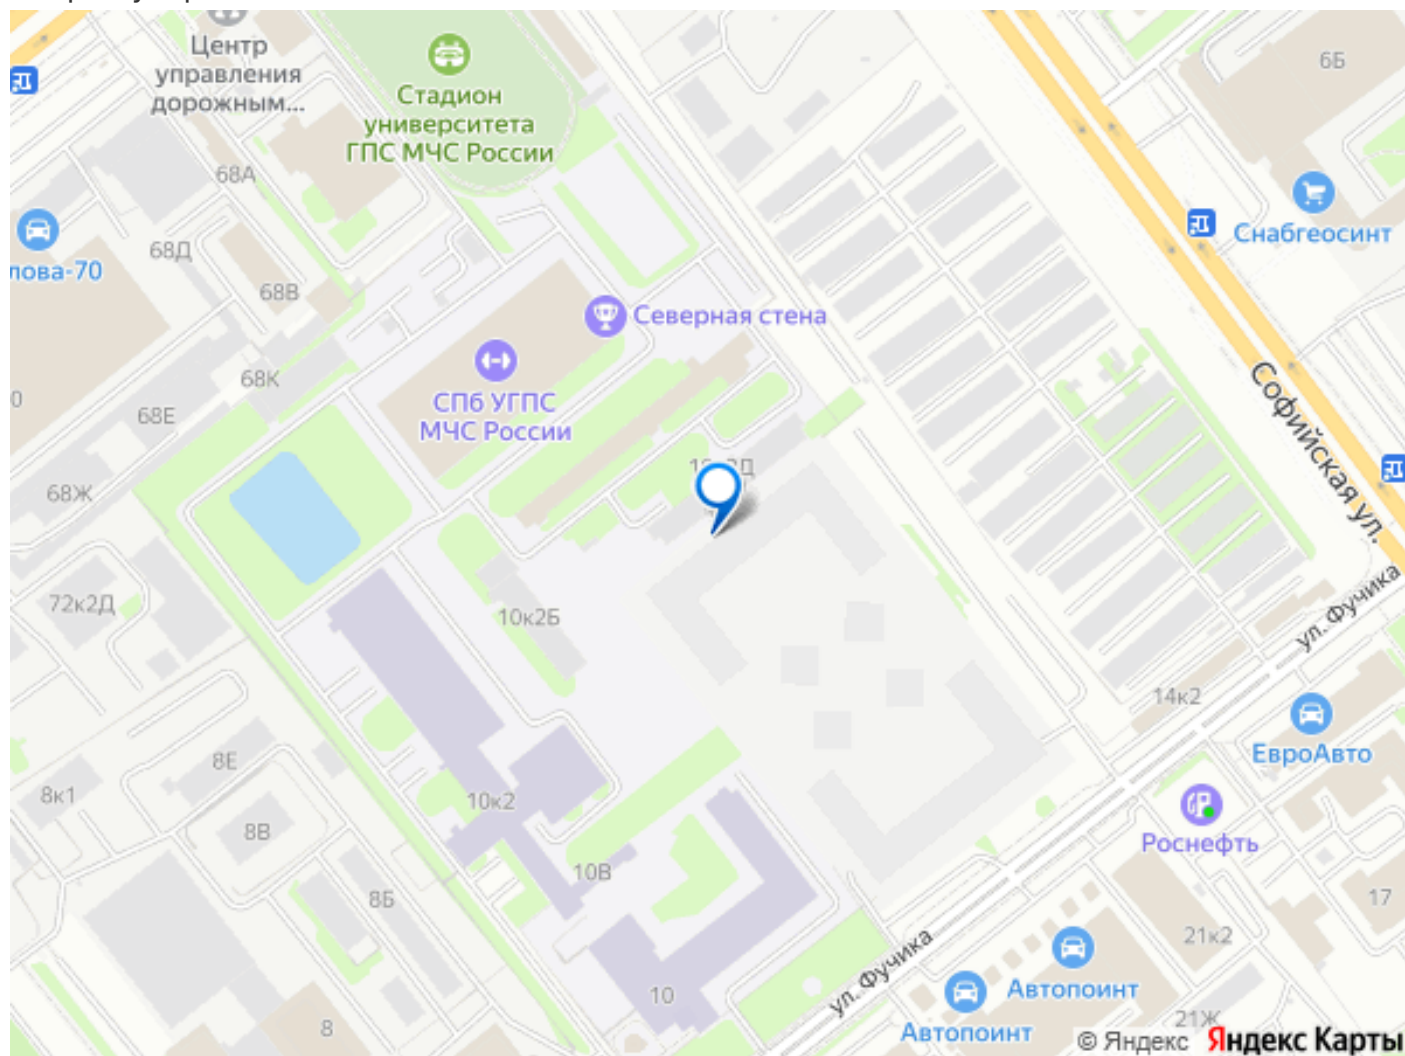 Центр
управления
дорожным...
Стадион
университета
ГПС МЧС России
6Б
68А
Снабгеосинт
68Д
лова-70
68В
Северная стена
68К
СПб УГПС
МЧС России
68Е
0
Софийская ул.
68Ж
72к2Д
10к2Б
ул. Фучика
14к2
ЕвроАвто
8Е
8к1
10к2
8В
Роснефть
10В
8Б
17
21к2
ул. Фучика
Автопоинт
10
8
Автопоинт
21Ж
© Яндекс Яндекс Карты